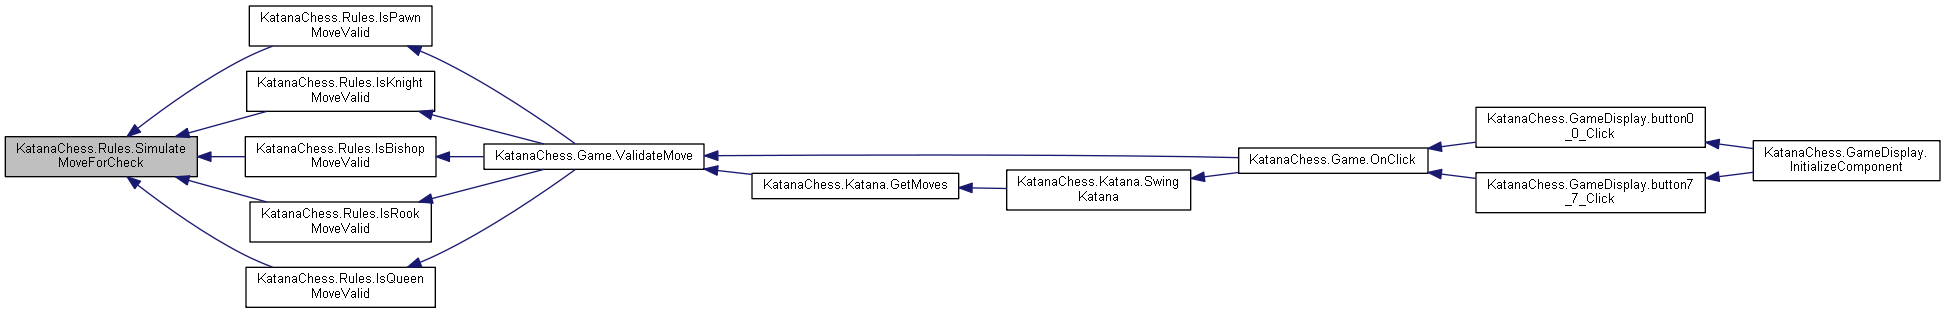 KatanaChess.Rules.IsPawn
MoveValid
KatanaChess.Rules.IsKnight
MoveValid
KatanaChess.Rules.Simulate
MoveForCheck
KatanaChess.Rules.IsBishop
MoveValid
KatanaChess.Rules.IsRook
MoveValid
KatanaChess.Rules.IsQueen
MoveValid
KatanaChess.Game.ValidateMove
KatanaChess.Katana.GetMoves
KatanaChess.Katana.Swing
Katana
KatanaChess.Game.OnClick
KatanaChess.GameDisplay.button0
_0_Click
KatanaChess.GameDisplay.button7
_7_Click
KatanaChess.GameDisplay.
InitializeComponent